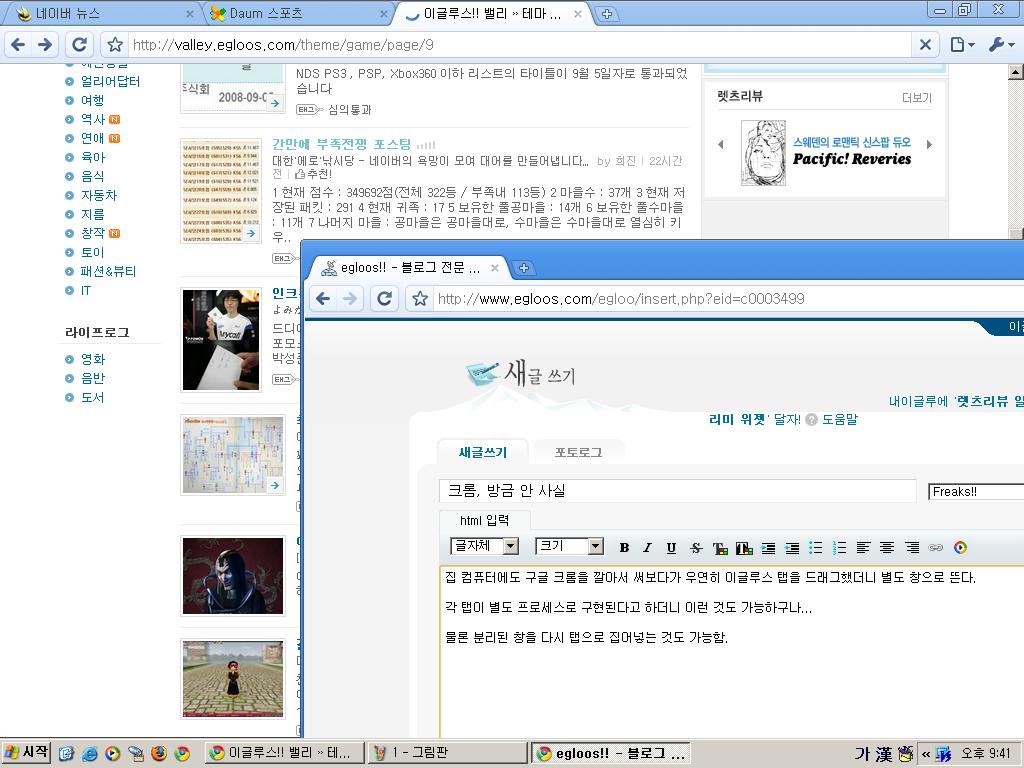 네이버 뉴스
Daum 스포츠
이글루스!! 밸리 » 테마 ...
http://valley.egloos.com/theme/game/page/9
얼리어답터
여행
역사 N
연애 N
육아
음식
자동차
지름
창작 N
토이
패션&뷰티
IT
라이프로그
영화
음반
도서
주식회
2008-09-0
NDS PS3 , PSP, Xbox360 이하 리스트의 타이틀이 9월 5일자로 통과되었
습니다
태그 심의통과
간만에 부족전쟁 포스팅
대한'에로'낚시당 - 네이버의 욕망이 모여 대어를 만들어냅니다... by 희진 | 22시간
전 | 추천!
1 현재 점수 : 349692점(전체 322등 / 부족내 113등) 2 마을수 : 37개 3 현재 저
장된 패킷 : 291 4 현재 귀족 : 17 5 보유한 풀공마을 : 14개 6 보유한 풀수마을
: 11개 7 나머지 마을 : 공마을은 공마을대로, 수마을은 수마을대로 열심히 키
우..
태그
인크
よみが
드디어
포모스
박성준
태그
렛츠리뷰
더보기
스웨덴의 로맨틱 신스팝 듀오
Pacific! Reveries
egloos!! - 블로그 전문 ...
http://www.egloos.com/egloo/insert.php?eid=c0003499
새글 쓰기
내이글루에 '렛츠리뷰 알
리미 위젯' 달자! ? 도움말
새글쓰기
포토로그
크롬, 방금 안 사실
Freaks!!
html 입력
글자체
크기
B I U S T T
집 컴퓨터에도 구글 크롬을 깔아서 써보다가 우연히 이글루스 탭을 드래그했더니 별도 창으로 뜬다.
각 탭이 별도 프로세스로 구현된다고 하더니 이런 것도 가능하구나...
물론 분리된 창을 다시 탭으로 집어넣는 것도 가능함.
시작
이글루스!! 밸리 » 테...
1 - 그림판
egloos!! - 블로그 ...
가 漢
«
오후 9:41